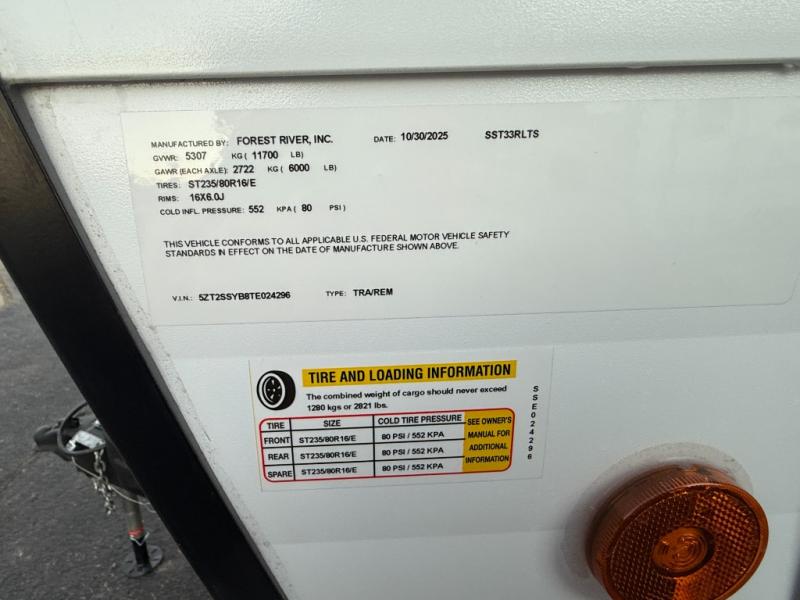 MANUFACTURED BY: FOREST RIVER, INC. DATE: 10/30/2025 SST33RLTS
GVWR: 5307 KG ( 11700 LB)
GAWR (EACH AXLE): 2722 KG ( 6000 LB)
TIRES: ST235/80R16/E
RIMS: 16X6.0J
COLD INFL. PRESSURE: 552 KPA ( 80 PSI )
THIS VEHICLE CONFORMS TO ALL APPLICABLE U.S. FEDERAL MOTOR VEHICLE SAFETY
STANDARDS IN EFFECT ON THE DATE OF MANUFACTURE SHOWN ABOVE.
V.I.N.: 5ZT2SSYB8TE024296 TYPE: TRA/REM
TIRE AND LOADING INFORMATION
The combined weight of cargo should never exceed
1280 kgs or 2821 lbs.
TIRE SIZE COLD TIRE PRESSURE
FRONT ST235/80R16/E 80 PSI / 552 KPA
REAR ST235/80R16/E 80 PSI / 552 KPA
SPARE ST235/80R16/E 80 PSI / 552 KPA
SEE OWNER'S
MANUAL FOR
ADDITIONAL
INFORMATION
SSE024296